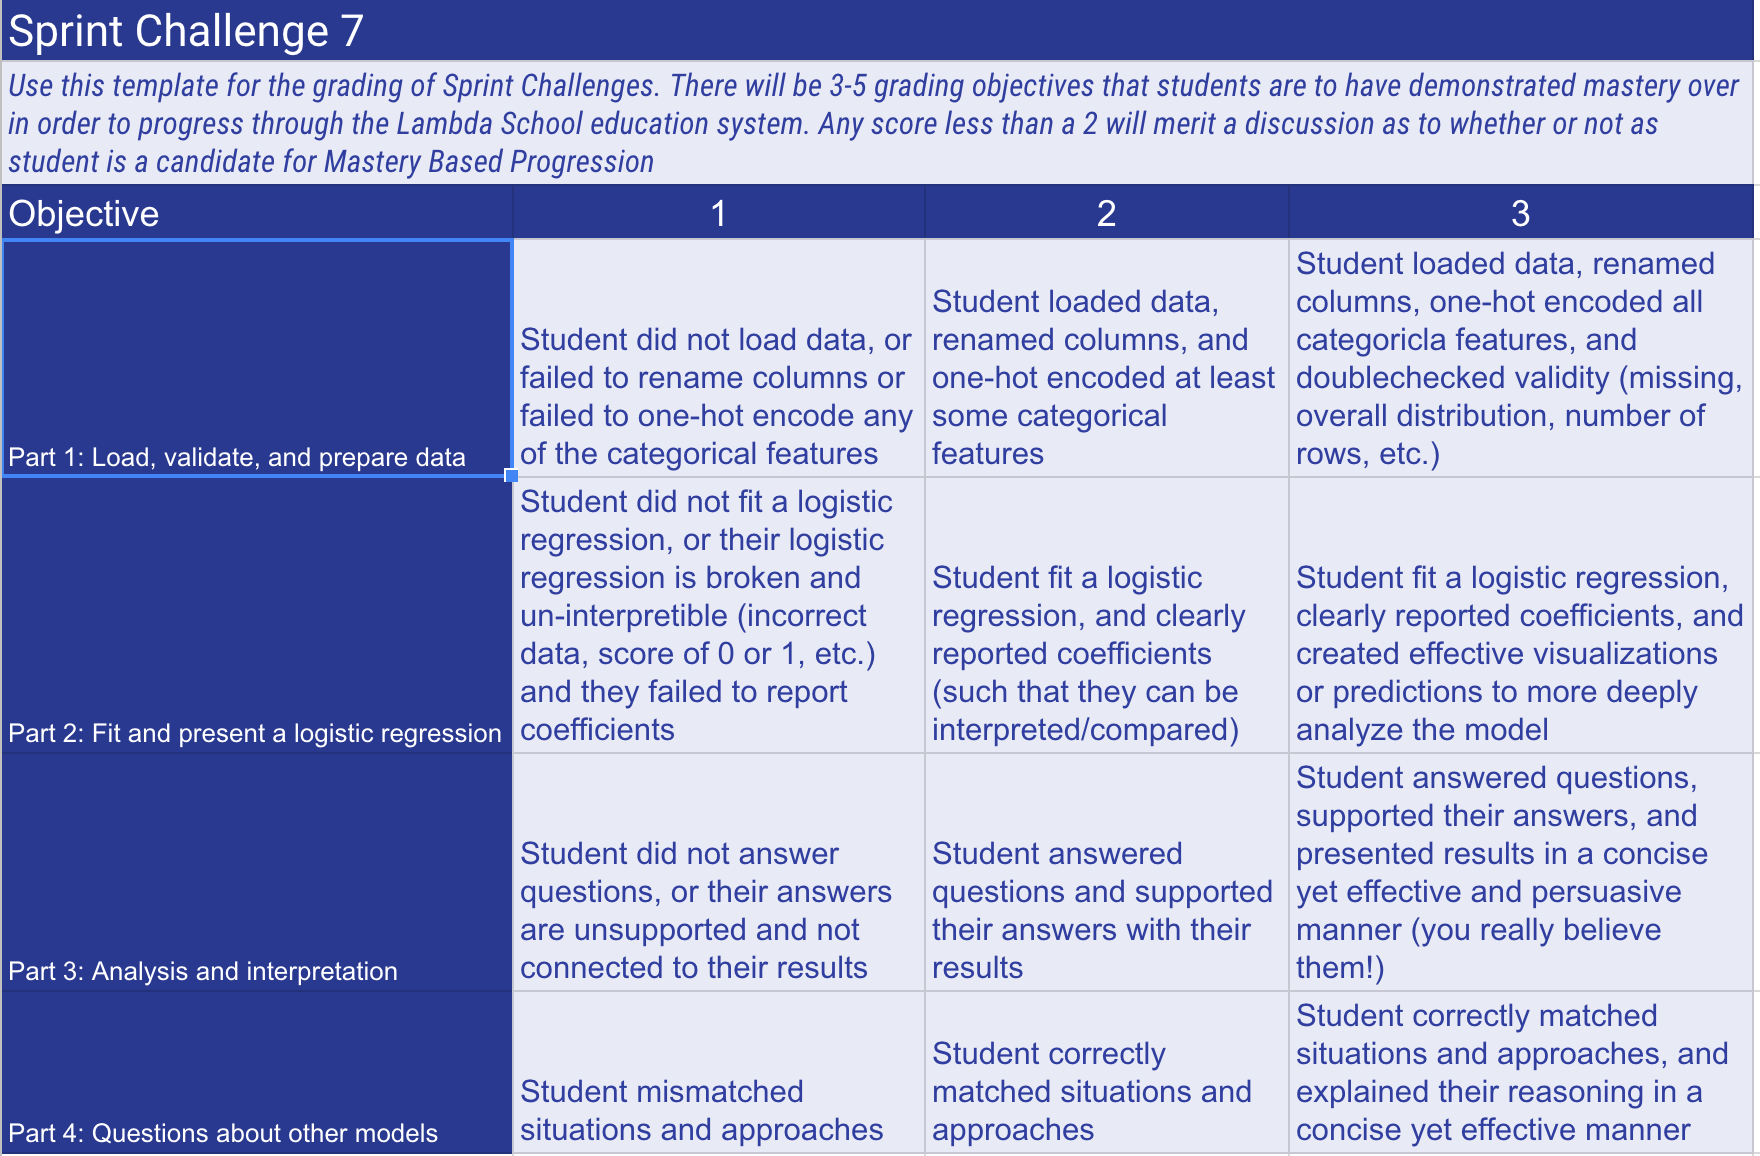 Sprint Challenge 7
Use this template for the grading of Sprint Challenges. There will be 3-5 grading objectives that students are to have demonstrated mastery over
in order to progress through the Lambda School education system. Any score less than a 2 will merit a discussion as to whether or not as
student is a candidate for Mastery Based Progression
Objective
1
2
3
Part 1: Load, validate, and prepare data
Student did not load data, or
failed to rename columns or
failed to one-hot encode any
of the categorical features
Student loaded data,
renamed columns, and
one-hot encoded at least
some categorical
features
Student loaded data, renamed
columns, one-hot encoded all
categoricla features, and
doublechecked validity (missing,
overall distribution, number of
rows, etc.)
Part 2: Fit and present a logistic regression
Student did not fit a logistic
regression, or their logistic
regression is broken and
un-interpretible (incorrect
data, score of 0 or 1, etc.)
and they failed to report
coefficients
Student fit a logistic
regression, and clearly
reported coefficients
(such that they can be
interpreted/compared)
Student fit a logistic regression,
clearly reported coefficients, and
created effective visualizations
or predictions to more deeply
analyze the model
Part 3: Analysis and interpretation
Student did not answer
questions, or their answers
are unsupported and not
connected to their results
Student answered
questions and supported
their answers with their
results
Student answered questions,
supported their answers, and
presented results in a concise
yet effective and persuasive
manner (you really believe
them!)
Part 4: Questions about other models
Student mismatched
situations and approaches
Student correctly
matched situations and
approaches
Student correctly matched
situations and approaches, and
explained their reasoning in a
concise yet effective manner